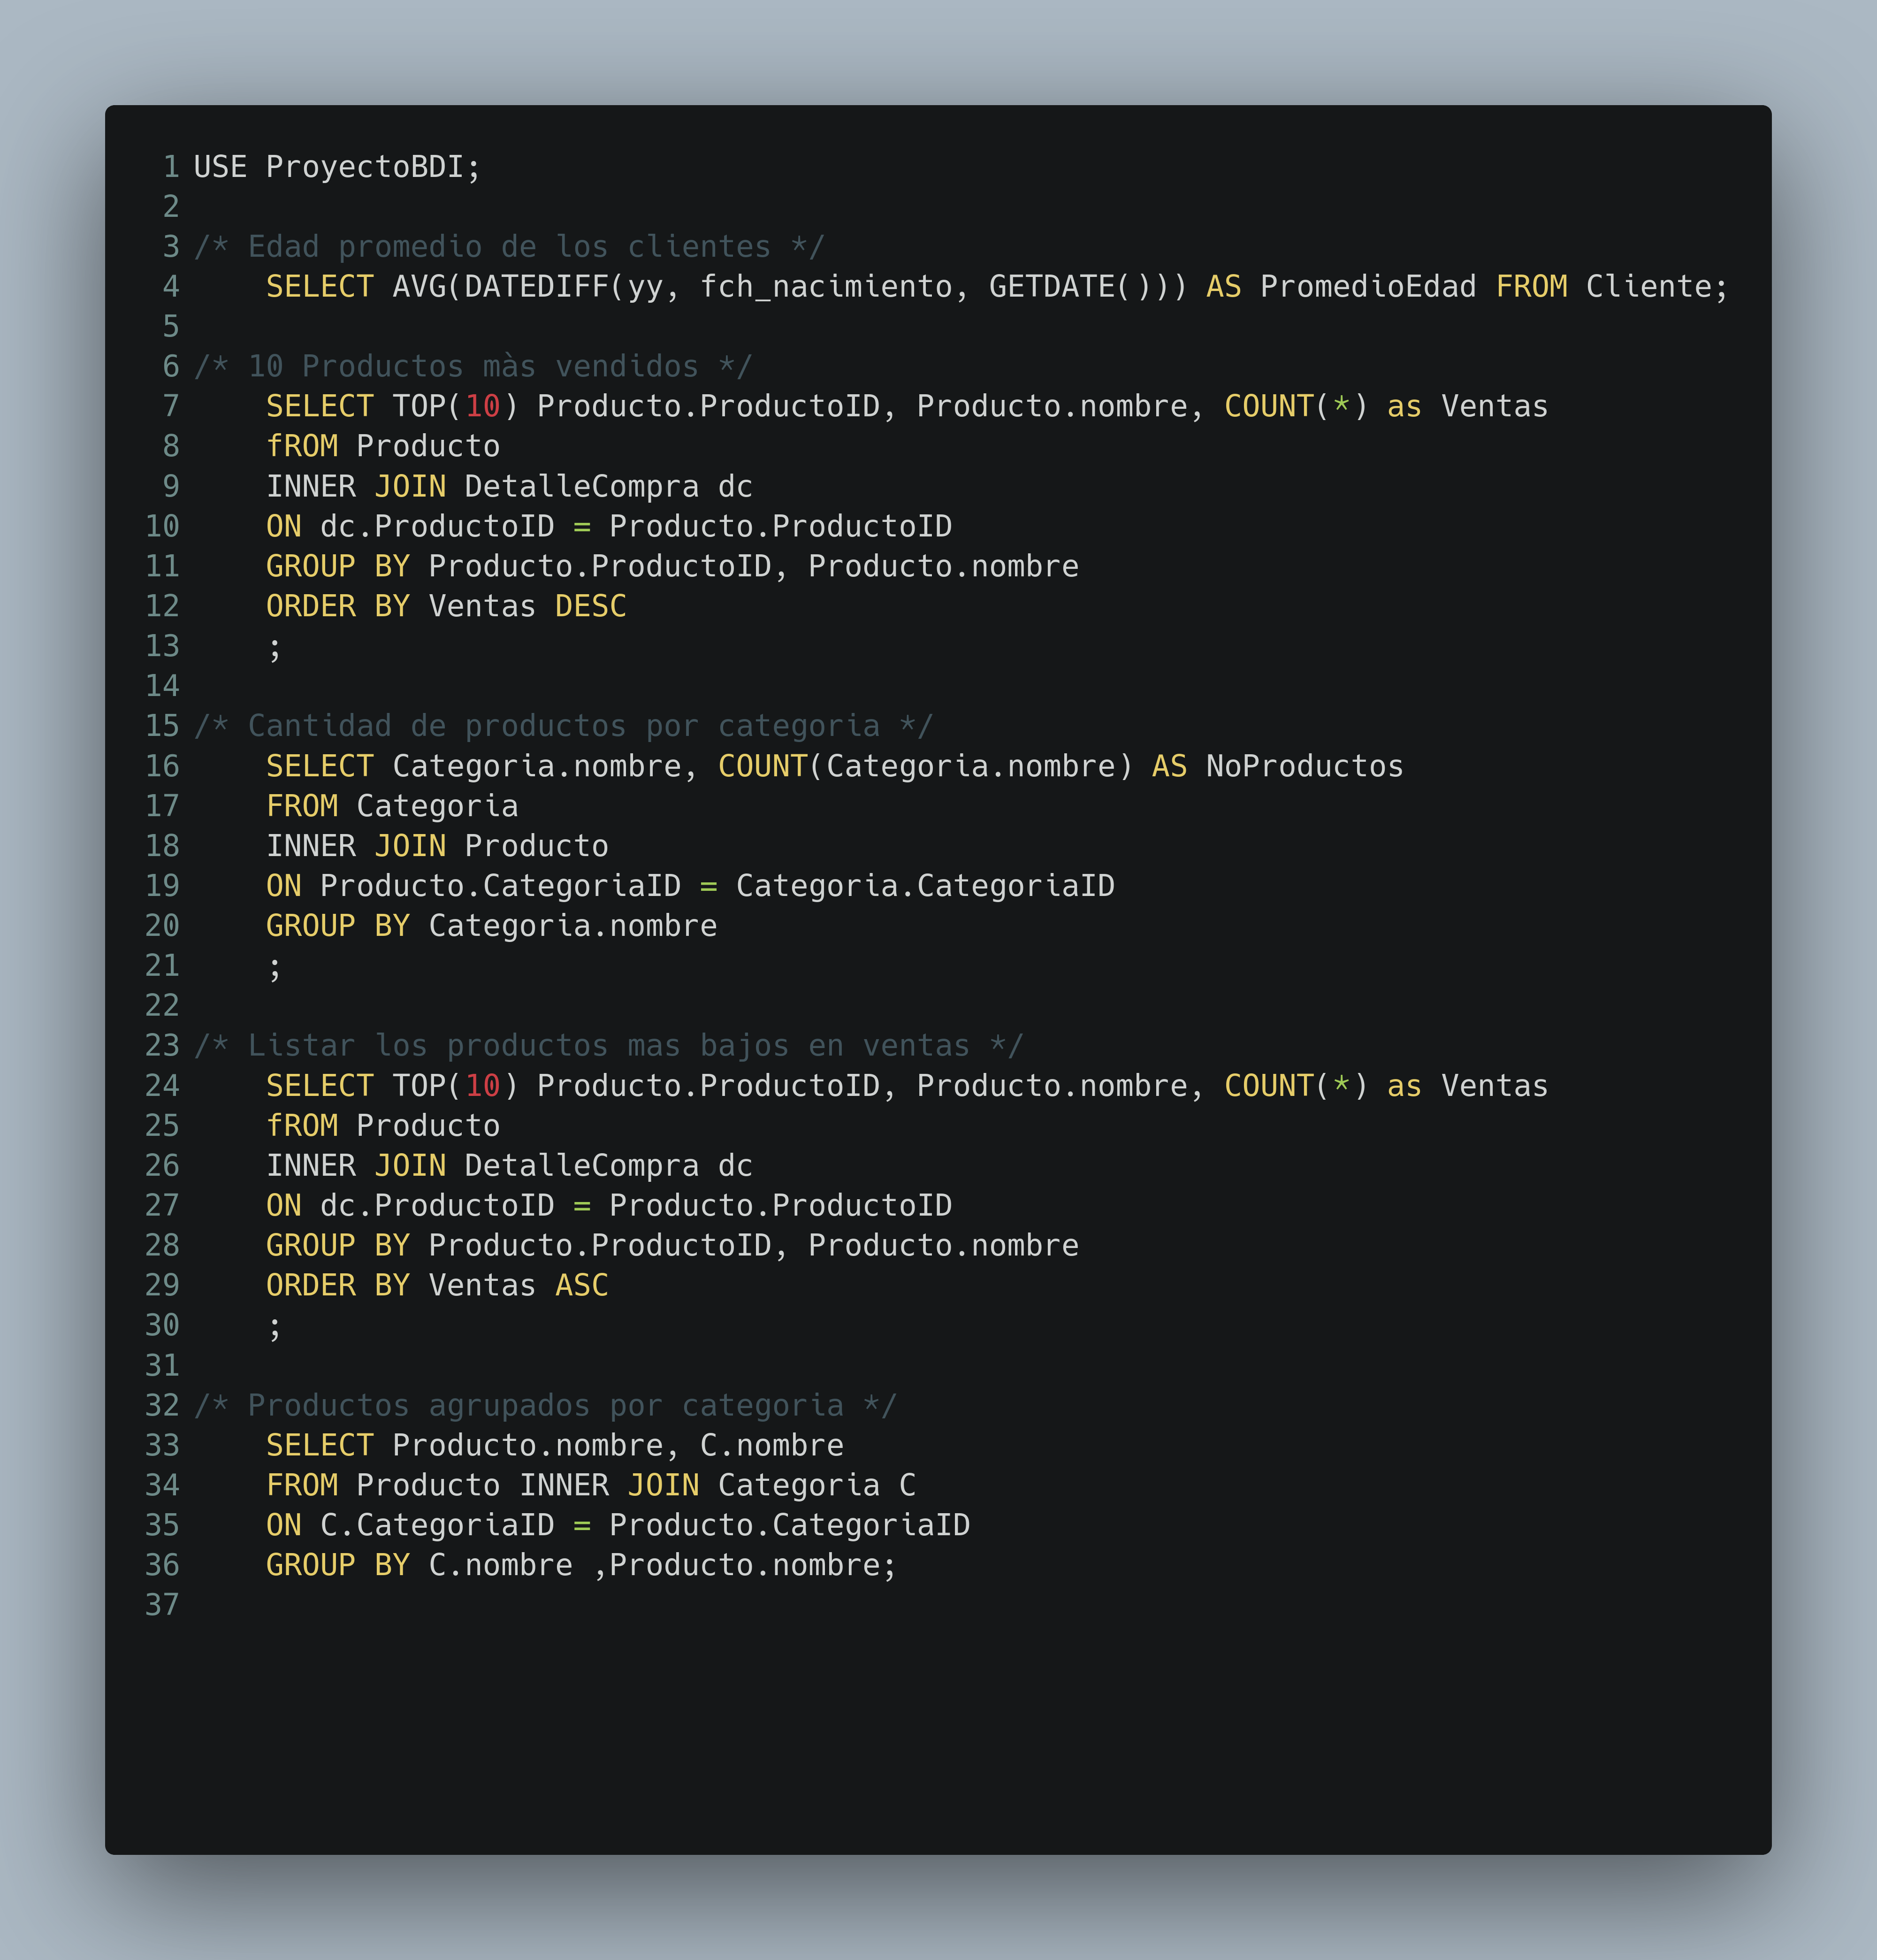 1 USE ProyectoBDI;
2
3 /* Edad promedio de los clientes */
4     SELECT AVG(DATEDIFF(yy, fch_nacimiento, GETDATE())) AS PromedioEdad FROM Cliente;
5
6 /* 10 Productos màs vendidos */
7     SELECT TOP(10) Producto.ProductoID, Producto.nombre, COUNT(*) as Ventas
8     fROM Producto
9     INNER JOIN DetalleCompra dc
10     ON dc.ProductoID = Producto.ProductoID
11     GROUP BY Producto.ProductoID, Producto.nombre
12     ORDER BY Ventas DESC
13     ;
14
15 /* Cantidad de productos por categoria */
16     SELECT Categoria.nombre, COUNT(Categoria.nombre) AS NoProductos
17     FROM Categoria
18     INNER JOIN Producto
19     ON Producto.CategoriaID = Categoria.CategoriaID
20     GROUP BY Categoria.nombre
21     ;
22
23 /* Listar los productos mas bajos en ventas */
24     SELECT TOP(10) Producto.ProductoID, Producto.nombre, COUNT(*) as Ventas
25     fROM Producto
26     INNER JOIN DetalleCompra dc
27     ON dc.ProductoID = Producto.ProductoID
28     GROUP BY Producto.ProductoID, Producto.nombre
29     ORDER BY Ventas ASC
30     ;
31
32 /* Productos agrupados por categoria */
33     SELECT Producto.nombre, C.nombre
34     FROM Producto INNER JOIN Categoria C
35     ON C.CategoriaID = Producto.CategoriaID
36     GROUP BY C.nombre ,Producto.nombre;
37